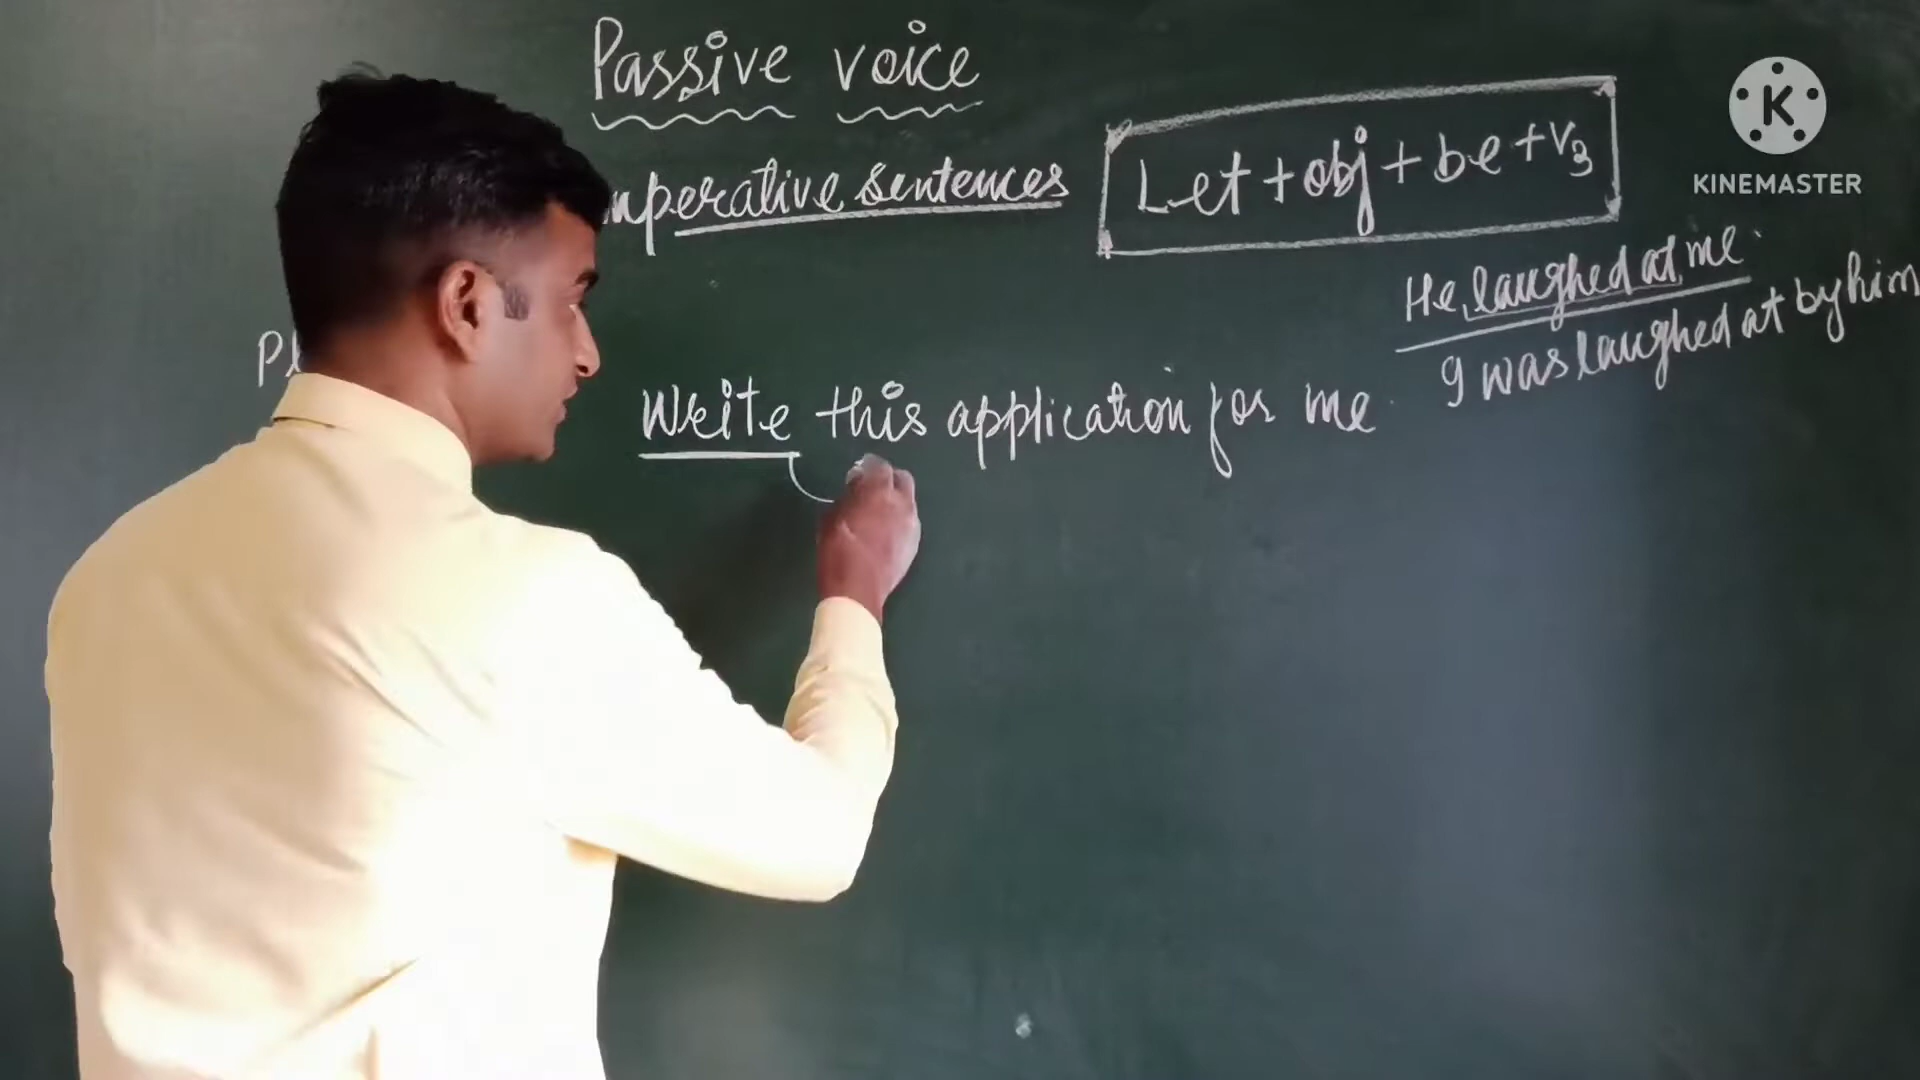 Passive voice
mperative sentences
Let + obj + be + V3
K
KINEMASTER
He laughed at me.
I was laughed at by him
Pl
Write this application for me.